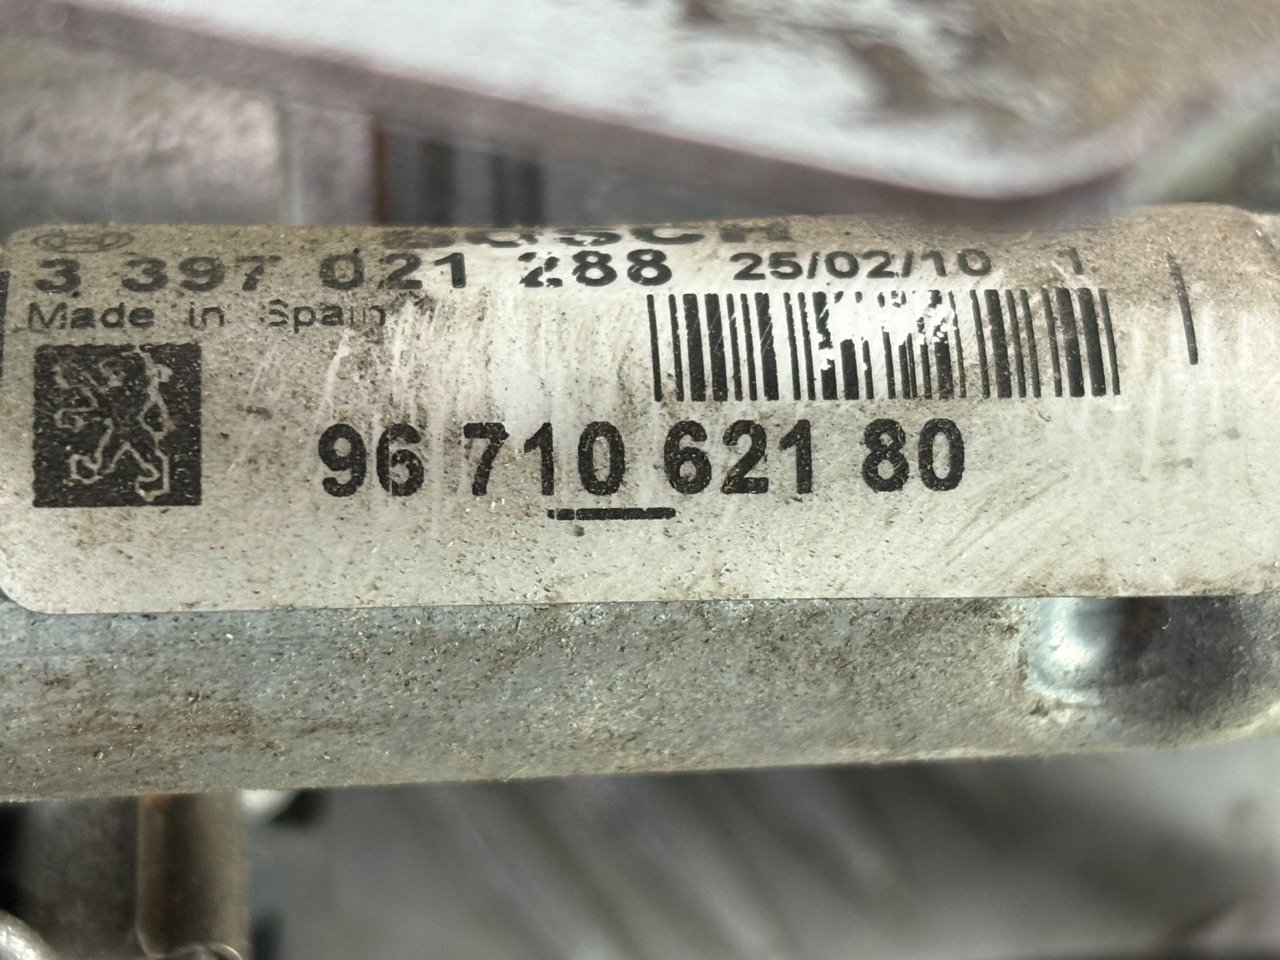 BOSCH
3 397 021 288 25/02/10 1
Made in Spain
96 710 621 80